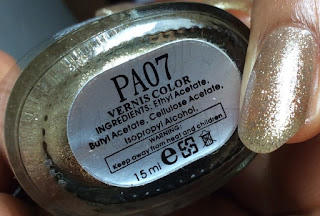 PA07
VERNIS COLOR
INGREDIENTS: Ethyl Acetate,
Butyl Acetate, Cellulose Acetate,
Isopropyl Alcohol.
WARNING:
Keep away from heat and children
15 ml e